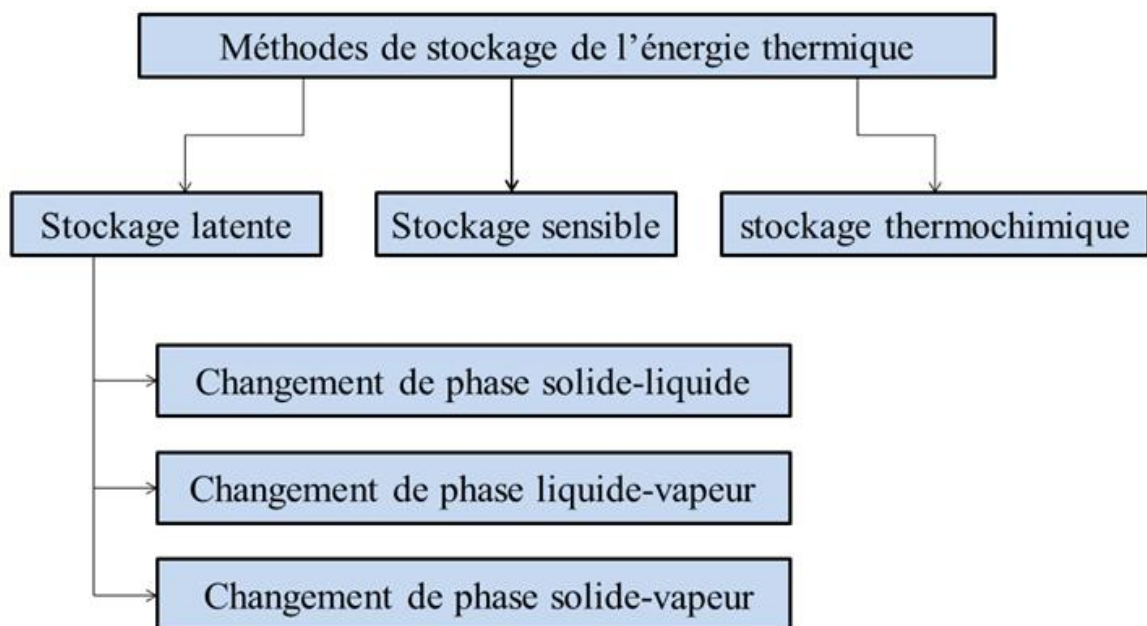 Méthodes de stockage de l’énergie thermique
Stockage latente
Stockage sensible
stockage thermochimique
Changement de phase solide-liquide
Changement de phase liquide-vapeur
Changement de phase solide-vapeur